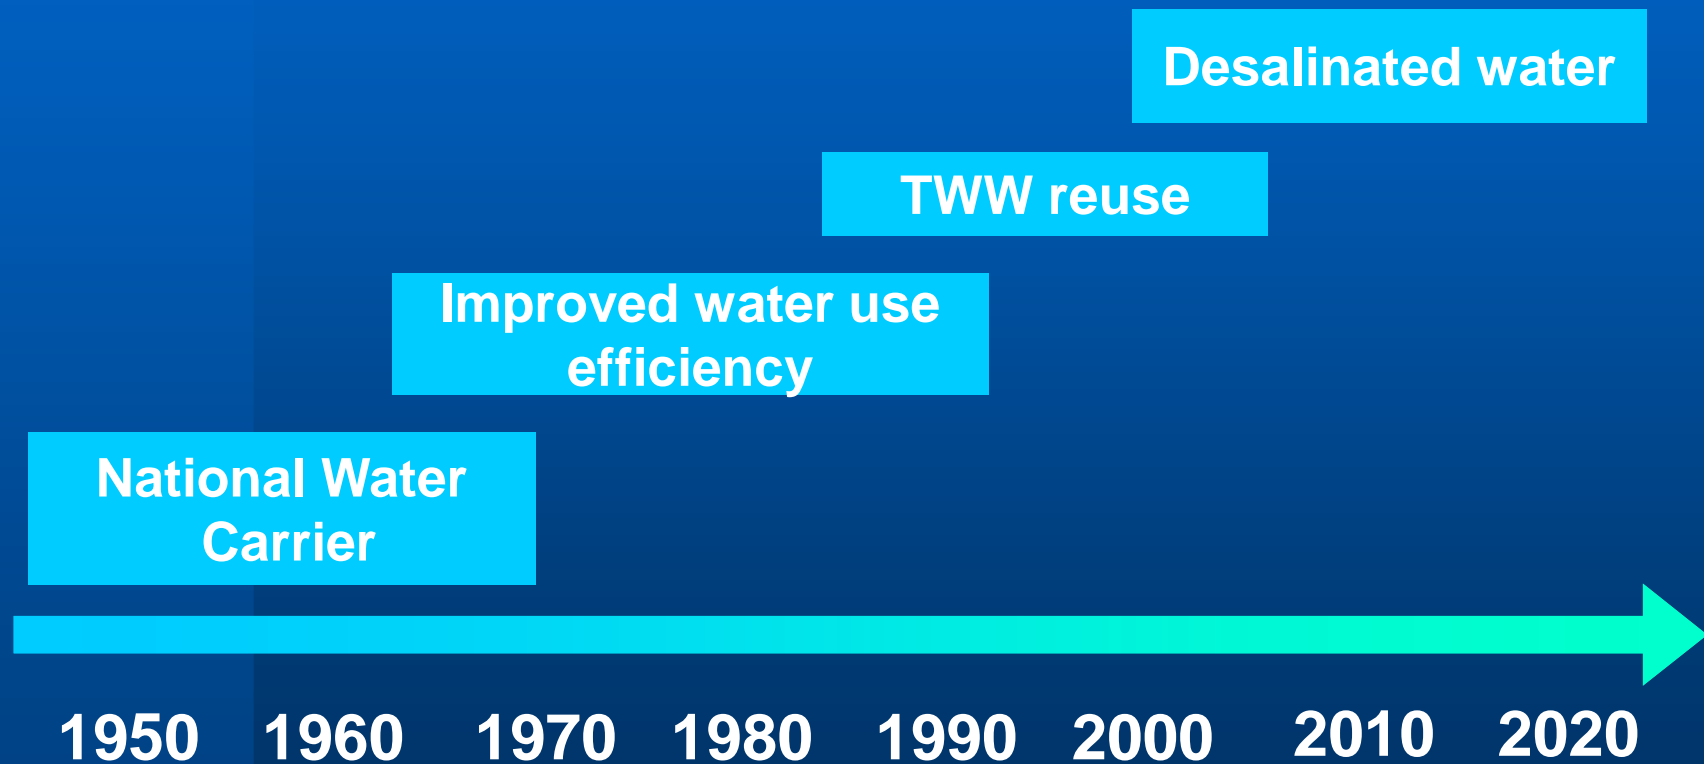 Desalinated water
TWW reuse
Improved water use
efficiency
National Water
Carrier
1950 1960 1970 1980 1990 2000 2010 2020